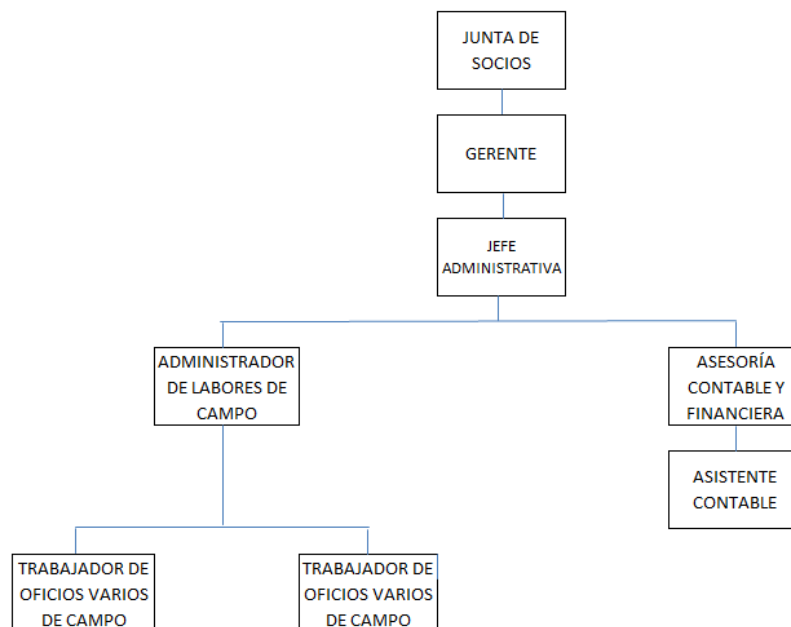 JUNTA DE
SOCIOS
GERENTE
JEFE
ADMINISTRATIVA
ADMINISTRADOR
DE LABORES DE
CAMPO
ASESORÍA
CONTABLE Y
FINANCIERA
ASISTENTE
CONTABLE
TRABAJADOR DE
OFICIOS VARIOS
DE CAMPO
TRABAJADOR DE
OFICIOS VARIOS
DE CAMPO